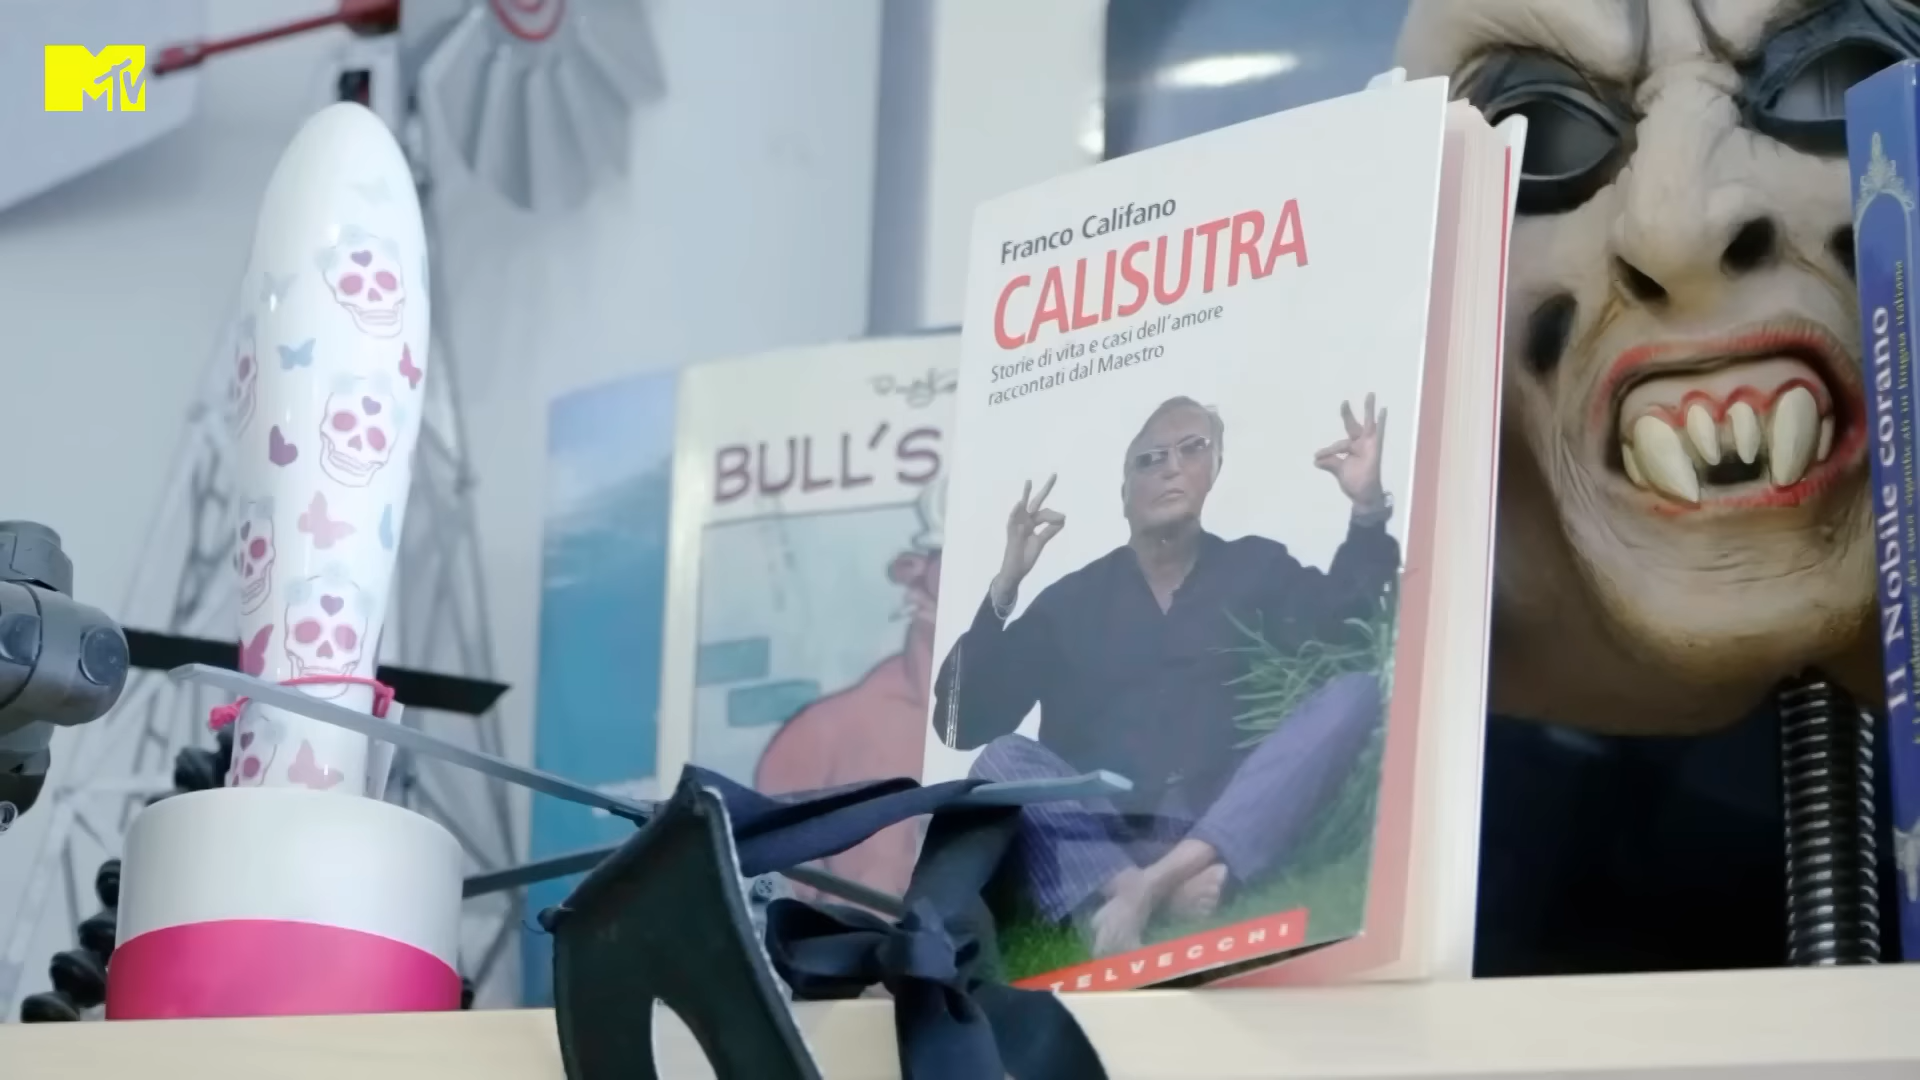 MTV
Franco Califano
CALISUTRA
Storie di vita e casi dell'amore
raccontati dal Maestro
BULL'S
TELVECCHI
Il Nobile corano